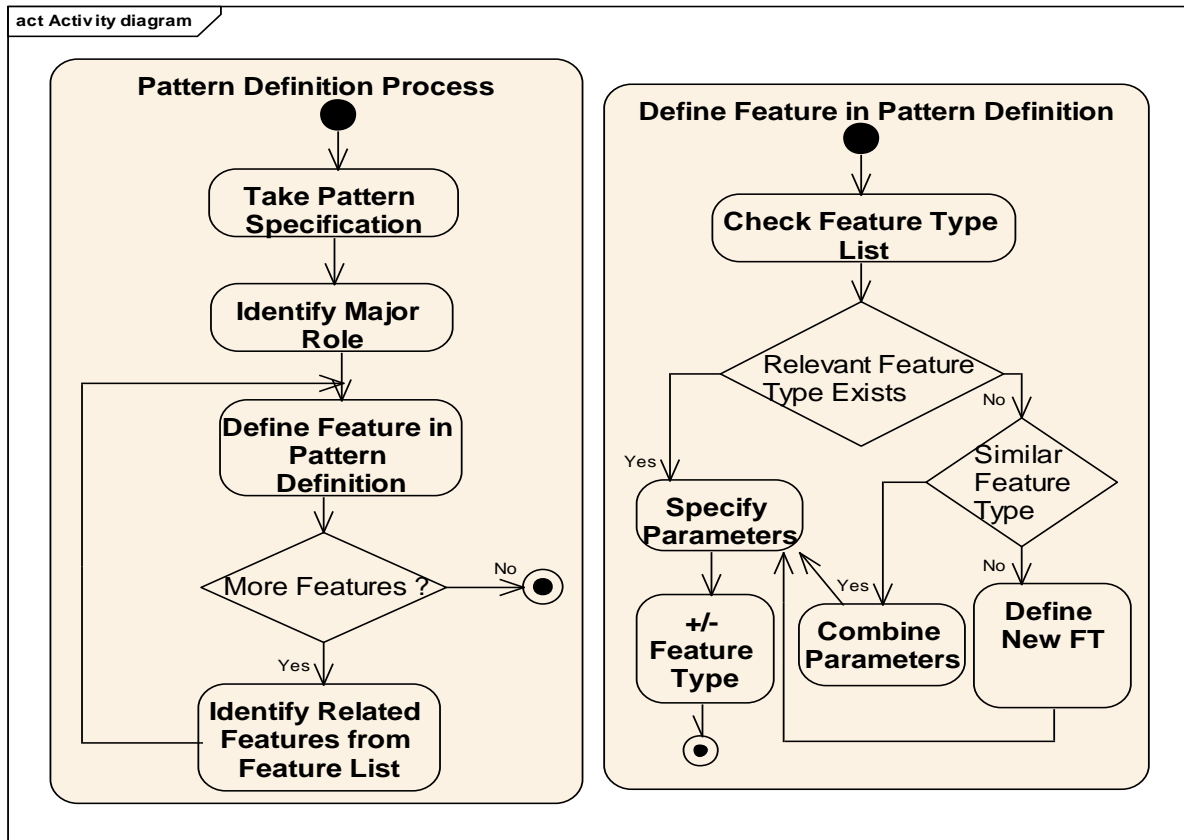 act Activity diagram
Pattern Definition Process
Take Pattern
Specification
Identify Major
Role
Define Feature in
Pattern
Definition
More Features ?
No
Yes
Identify Related
Features from
Feature List
Define Feature in Pattern Definition
Check Feature Type
List
Relevant Feature
Type Exists
No
Yes
Similar
Feature
Type
Specify
Parameters
No
Yes
+/-
Feature
Type
Combine
Parameters
Define
New FT